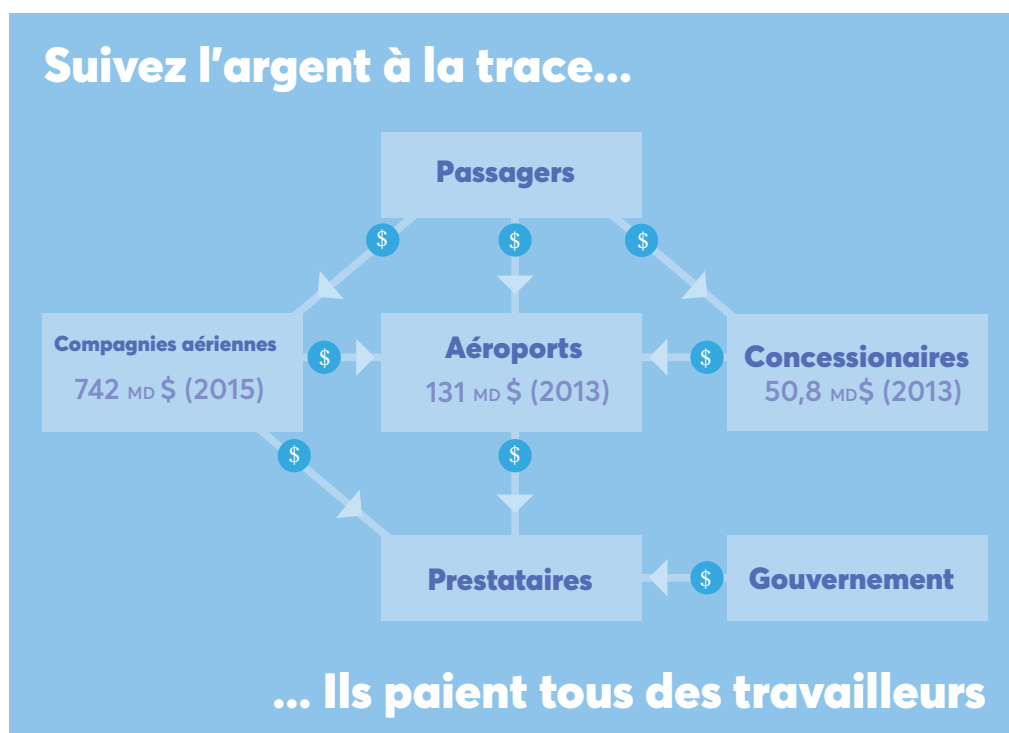 Suivez l'argent à la trace...
Passagers
$ $ $
Compagnies aériennes
742 MD $ (2015)
$
Aéroports
131 MD $ (2013)
$
Concessionaires
50,8 MD$ (2013)
$ $
Prestataires
$
Gouvernement
... Ils paient tous des travailleurs